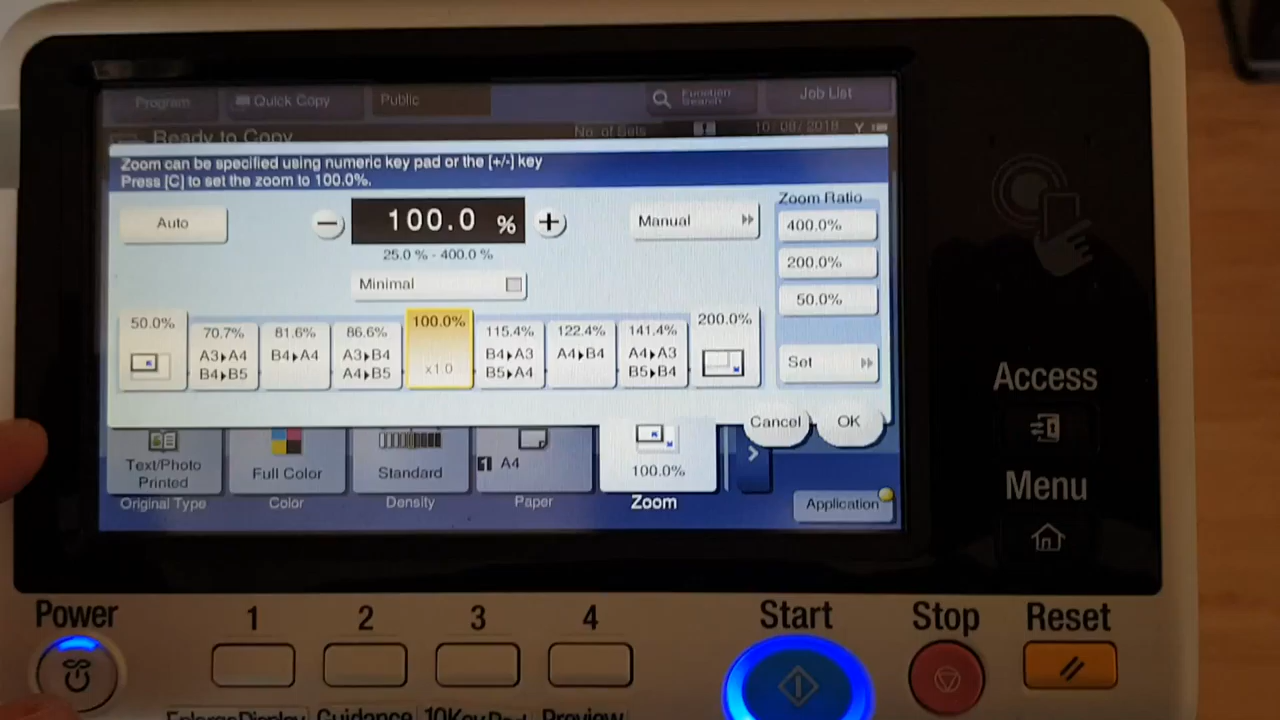 Program
Quick Copy
Public
Function Search
Job List
Ready to Copy
No. of Sets
1
10/08/2018
Zoom can be specified using numeric key pad or the [+/-] key
Press [C] to set the zoom to 100.0%.
Auto
−
100.0 %
+
Manual
Zoom Ratio
400.0%
25.0 % - 400.0 %
200.0%
Minimal
50.0%
50.0%
70.7%
A3▶A4
B4▶B5
81.6%
B4▶A4
86.6%
A3▶B4
A4▶B5
100.0%
x1.0
115.4%
B4▶A3
B5▶A4
122.4%
A4▶B4
141.4%
A4▶A3
B5▶B4
200.0%
Set
Cancel
OK
Text/Photo
Printed
Original Type
Full Color
Color
Standard
Density
1 A4
Paper
100.0%
Zoom
Application
Access
Menu
Power
1
2
3
4
Start
Stop
Reset
EnlargeDisplay
Guidance
10KeyPad
Preview